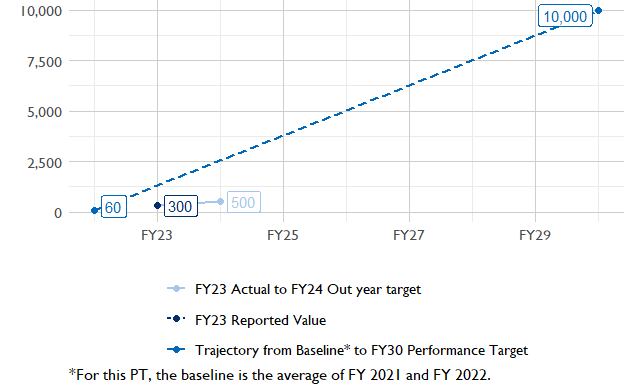 10,000
10,000
7,500
5,000
2,500
0
60
300
500
FY23
FY25
FY27
FY29
FY23 Actual to FY24 Out year target
FY23 Reported Value
Trajectory from Baseline* to FY30 Performance Target
*For this PT, the baseline is the average of FY 2021 and FY 2022.